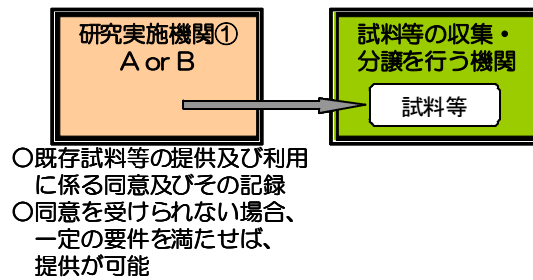 研究実施機関①
A or B
試料等の収集・
分譲を行う機関
試料等
○既存試料等の提供及び利用
に係る同意及びその記録
○同意を受けられない場合、
一定の要件を満たせば、
提供が可能